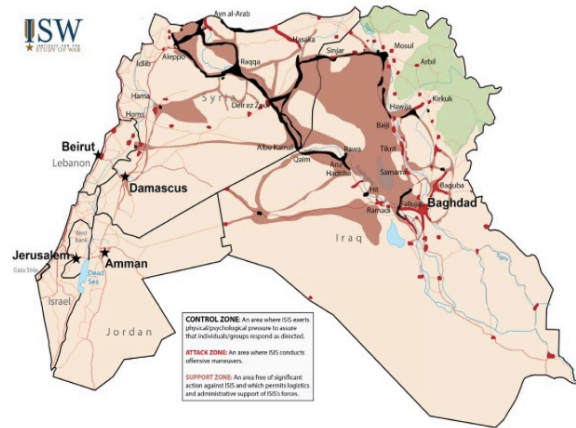 ISW
INSTITUTE FOR THE
STUDY OF WAR
Ayn al-Arab
Hasaka
Sinjar
Mosul
Aleppo
Raqqa
Arbil
Idlib
Syria
Kirkuk
Hama
Deir ez Zour
Hawija
Homs
Baiji
Beirut
Albu Kamal
Rawa
Tikrit
Lebanon
Qaim
Ana
Haditha
Samarra
Damascus
Hit
Baquba
Ramadi
Falluja
Baghdad
West
Bank
Iraq
Jerusalem
Amman
Gaza Strip
Dead
Sea
Israel
Jordan
CONTROL ZONE: An area where ISIS exerts
physical/psychological pressure to assure
that individuals/groups respond as directed.
ATTACK ZONE: An area where ISIS conducts
offensive maneuvers.
SUPPORT ZONE: An area free of significant
action against ISIS and which permits logistics
and administrative support of ISIS's forces.